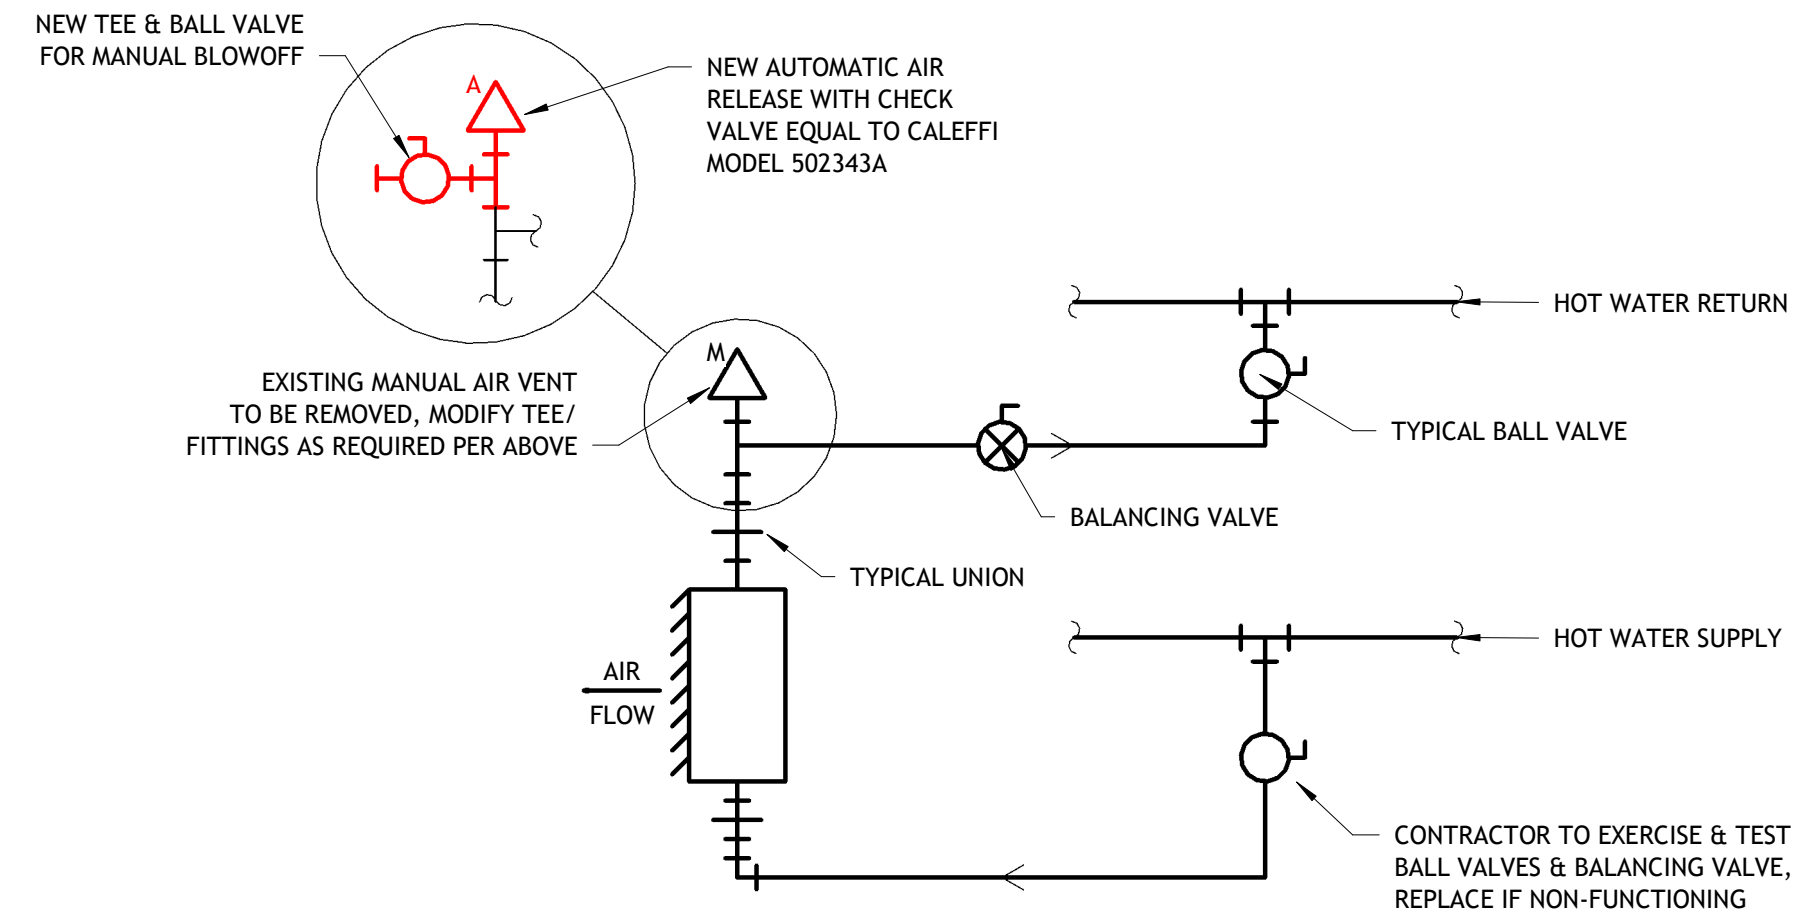 NEW TEE & BALL VALVE
FOR MANUAL BLOWOFF
A
NEW AUTOMATIC AIR
RELEASE WITH CHECK
VALVE EQUAL TO CALEFFI
MODEL 502343A
HOT WATER RETURN
M
EXISTING MANUAL AIR VENT
TO BE REMOVED, MODIFY TEE/
FITTINGS AS REQUIRED PER ABOVE
TYPICAL BALL VALVE
BALANCING VALVE
TYPICAL UNION
HOT WATER SUPPLY
AIR
FLOW
CONTRACTOR TO EXERCISE & TEST
BALL VALVES & BALANCING VALVE,
REPLACE IF NON-FUNCTIONING